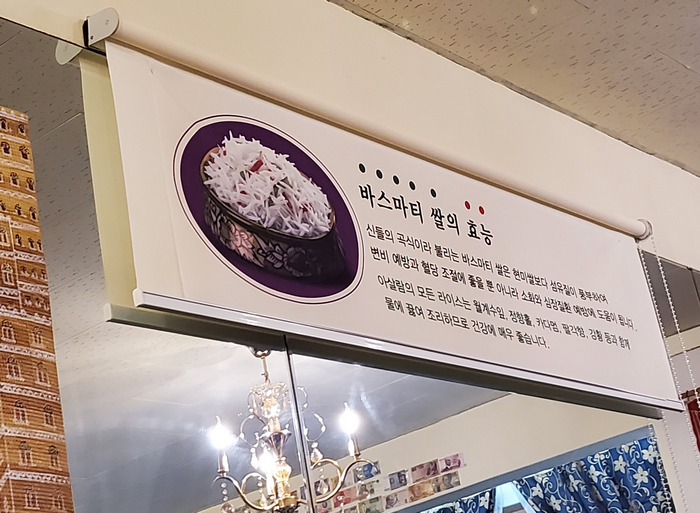 바스마티 쌀의 효능
신들의 곡식이라 불리는 바스마티 쌀은 현미쌀보다 섬유질이 풍부하여
변비 예방과 혈당 조절에 좋을 뿐 아니라 소화와 심장질환 예방에 도움이 됩니다.
아살람의 모든 라이스는 월계수잎, 정향홀, 카다멈, 팔각향, 강황 등과 함께
물에 끓여 조리하므로 건강에 매우 좋습니다.